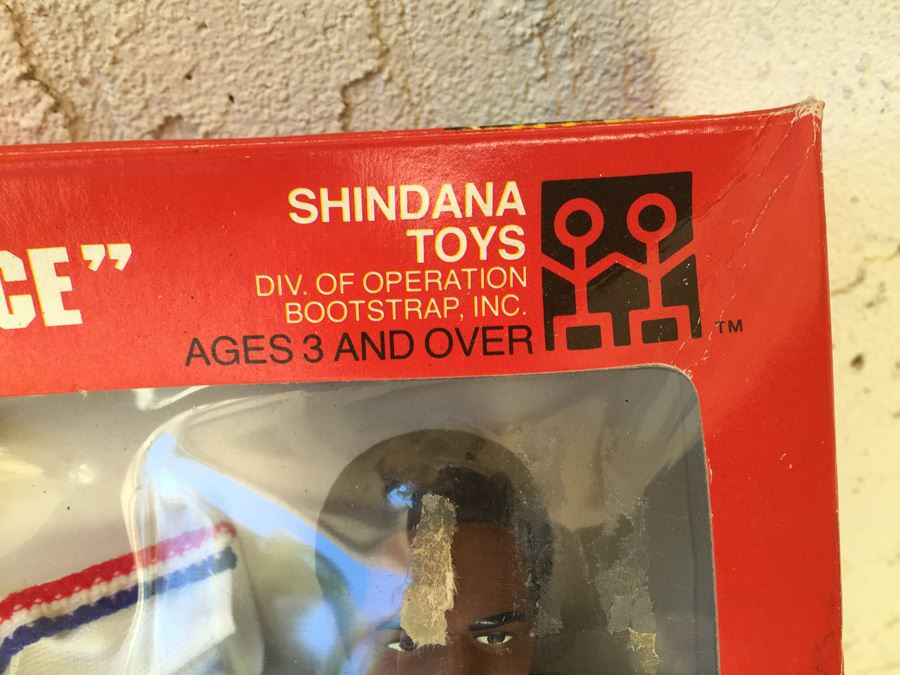 CE”
SHINDANA
TOYS
DIV. OF OPERATION
BOOTSTRAP, INC.
AGES 3 AND OVER
TM